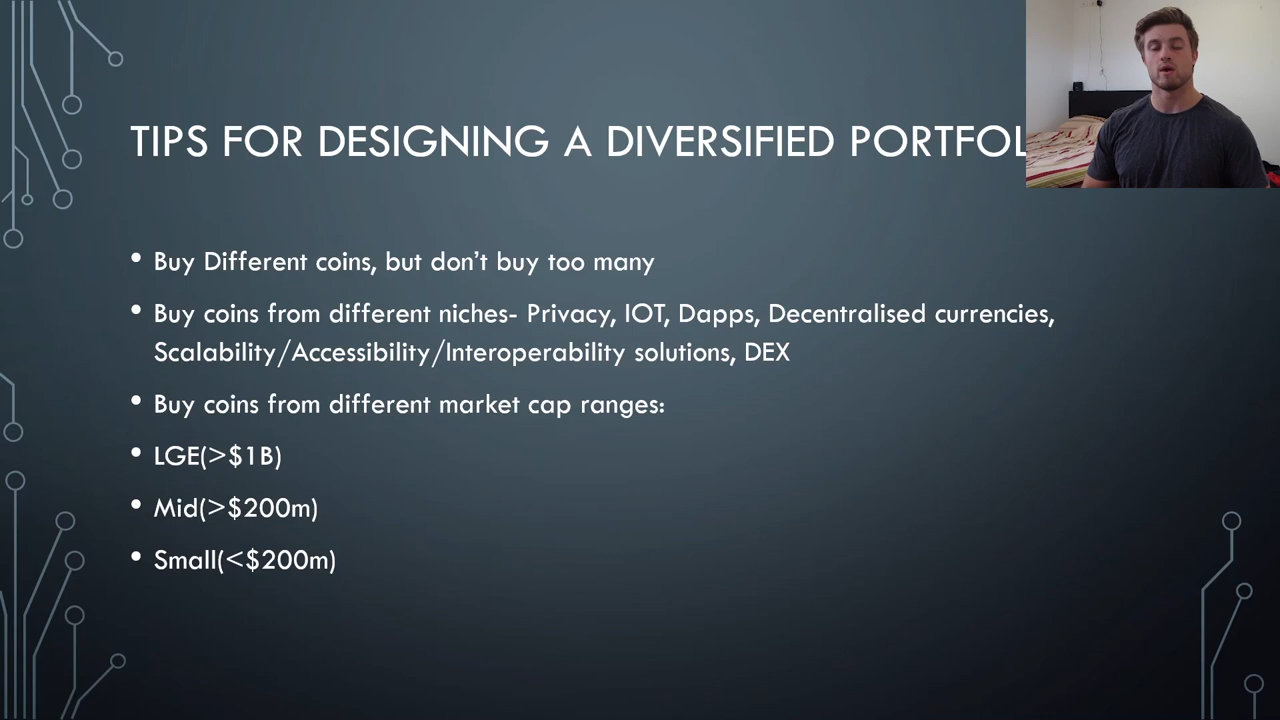 TIPS FOR DESIGNING A DIVERSIFIED PORTFOL
• Buy Different coins, but don’t buy too many
• Buy coins from different niches- Privacy, IOT, Dapps, Decentralised currencies,
Scalability/Accessibility/Interoperability solutions, DEX
• Buy coins from different market cap ranges:
• LGE(>$1B)
• Mid(>$200m)
• Small(<$200m)